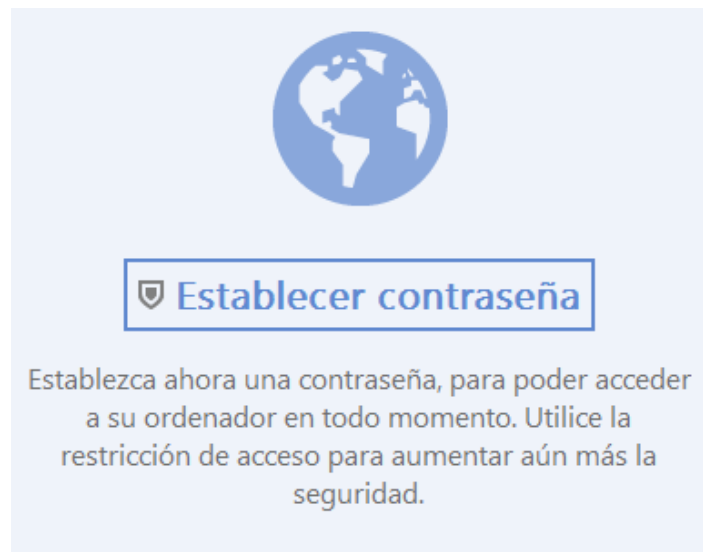 Establecer contraseña
Establezca ahora una contraseña, para poder acceder
a su ordenador en todo momento. Utilice la
restricción de acceso para aumentar aún más la
seguridad.